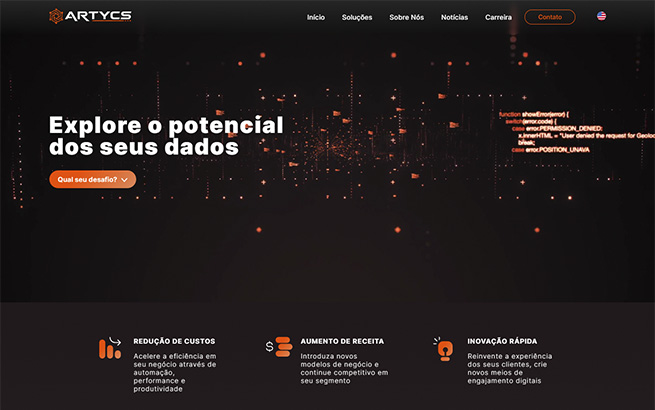 ARTYCS
Início
Soluções
Sobre Nós
Notícias
Carreira
Contato
Explore o potencial
dos seus dados
Qual seu desafio?
function showError(error) {
switch(error.code) {
case error.PERMISSION_DENIED:
x.innerHTML = "User denied the request for Geoloc
break;
case error.POSITION_UNAVA
REDUÇÃO DE CUSTOS
Acelere a eficiência em
seu negócio através de
automação,
performance e
produtividade
$
AUMENTO DE RECEITA
Introduza novos
modelos de negócio e
continue competitivo em
seu segmento
INOVAÇÃO RÁPIDA
Reinvente a experiência
dos seus clientes, crie
novos meios de
engajamento digitais